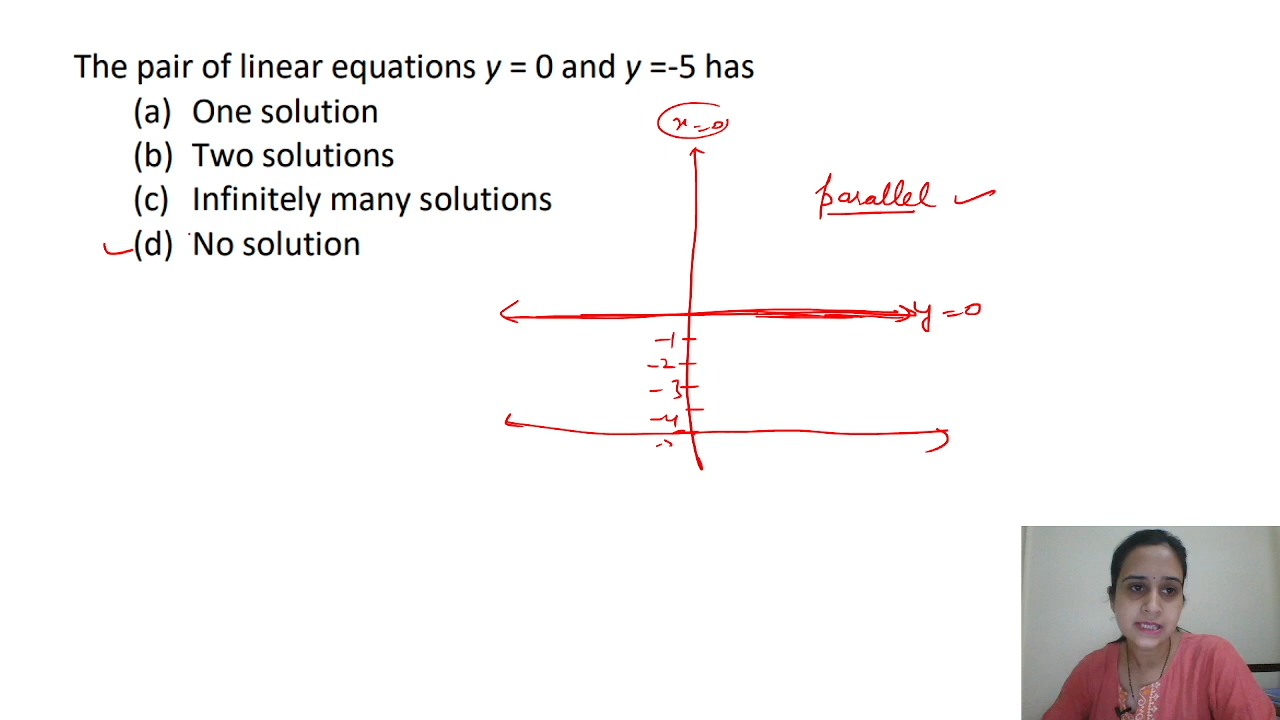 The pair of linear equations y = 0 and y =-5 has
(a) One solution
(b) Two solutions
(c) Infinitely many solutions
(d) No solution
x=0
parallel
y=0
-1
-2
-3
-4